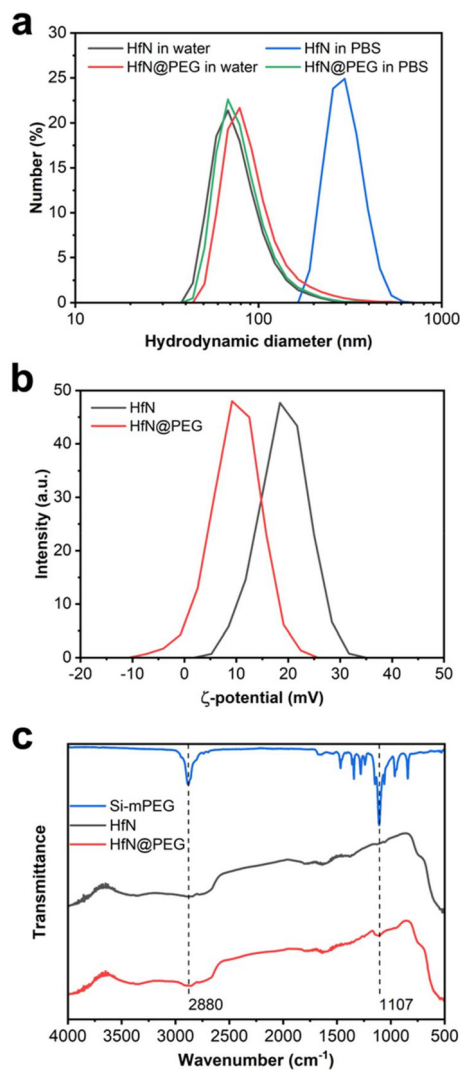 a
HfN in water HfN in PBS
HfN@PEG in water HfN@PEG in PBS
30
25
20
15
10
5
0
Number (%)
10 100 1000
Hydrodynamic diameter (nm)
b
HfN
HfN@PEG
50
40
30
20
10
0
Intensity (a.u.)
-20 -10 0 10 20 30 40 50
ζ-potential (mV)
c
Si-mPEG
HfN
HfN@PEG
Transmittance
2880 1107
4000 3500 3000 2500 2000 1500 1000 500
Wavenumber (cm-1)